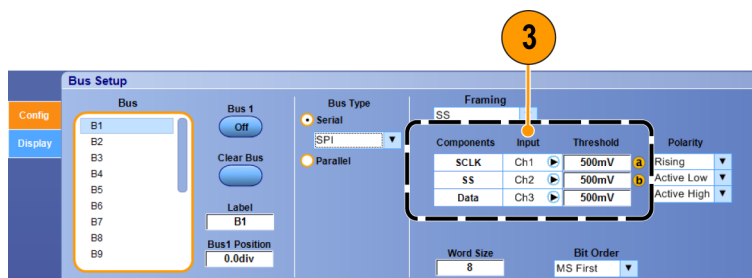 3
Bus Setup
Config
Display
Bus
B1
B2
B3
B4
B5
B6
B7
B8
B9
Bus 1
Off
Clear Bus
Label
B1
Bus1 Position
0.0div
Bus Type
Serial
SPI
Parallel
Framing
SS
Components Input Threshold Polarity
SCLK Ch1 500mV a Rising
SS Ch2 500mV b Active Low
Data Ch3 500mV Active High
Word Size
8
Bit Order
MS First